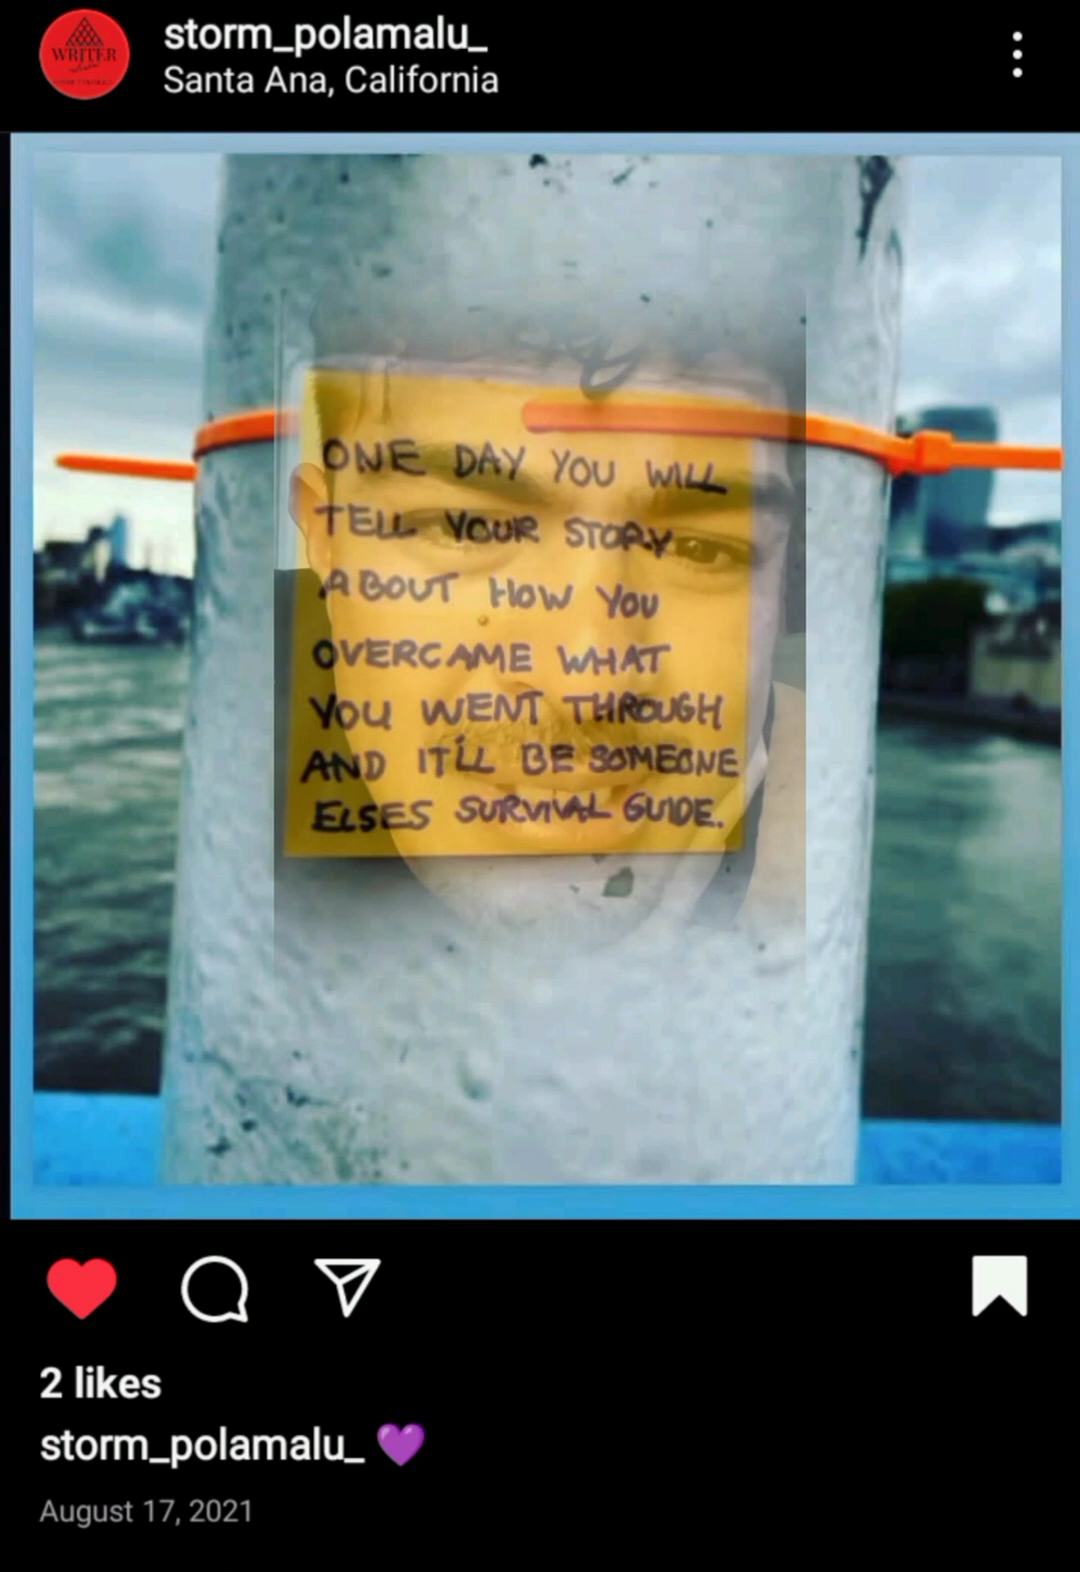 WRITER
storm_polamalu_
Santa Ana, California
ONE DAY YOU WILL
TELL YOUR STORY
ABOUT HOW YOU
OVERCAME WHAT
YOU WENT THROUGH
AND IT'LL BE SOMEONE
ELSES SURVIVAL GUIDE.
2 likes
storm_polamalu_ 💜
August 17, 2021